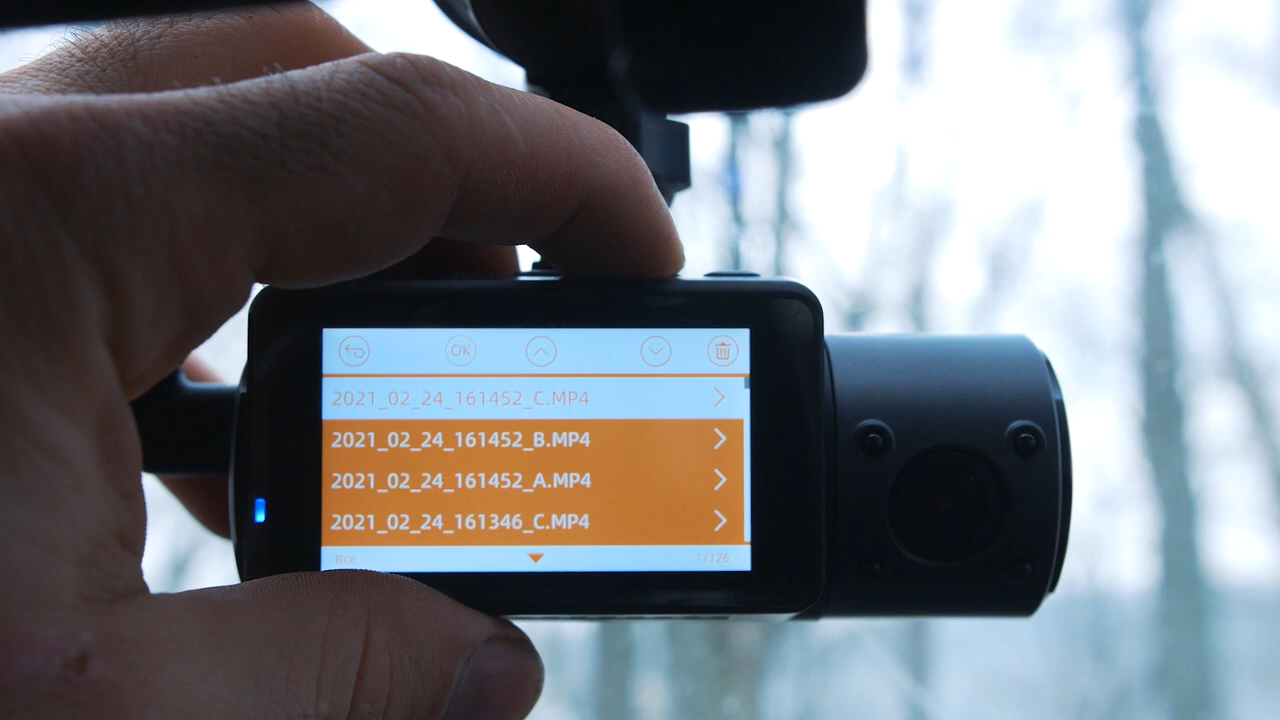 OK
2021_02_24_161452_C.MP4
2021_02_24_161452_B.MP4
2021_02_24_161452_A.MP4
2021_02_24_161346_C.MP4
Все 1/126